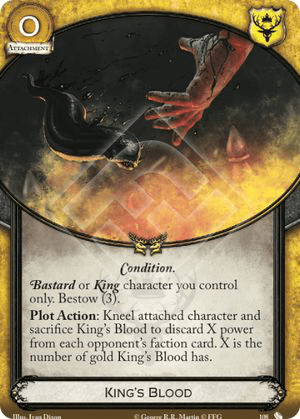 0
ATTACHMENT
Condition.
Bastard or King character you control
only. Bestow (3).
Plot Action: Kneel attached character and
sacrifice King's Blood to discard X power
from each opponent's faction card. X is the
number of gold King's Blood has.
KING'S BLOOD
Illus. Ivan Dixon © George R.R. Martin © FFG 108